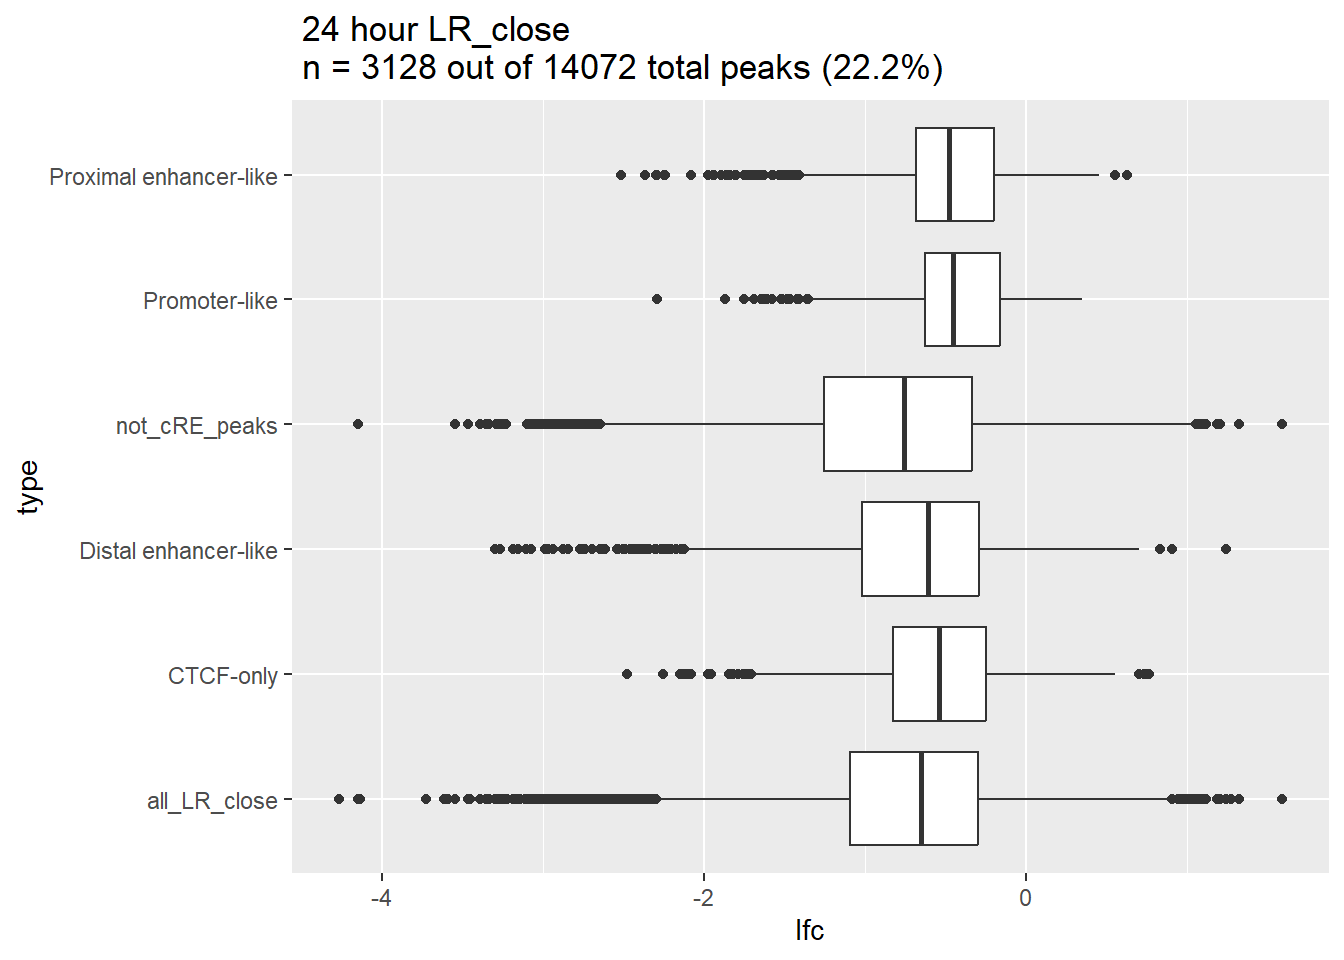 24 hour LR_close
n = 3128 out of 14072 total peaks (22.2%)
Proximal enhancer-like
Promoter-like
not_cRE_peaks
Distal enhancer-like
CTCF-only
all_LR_close
type
-4
-2
0
lfc